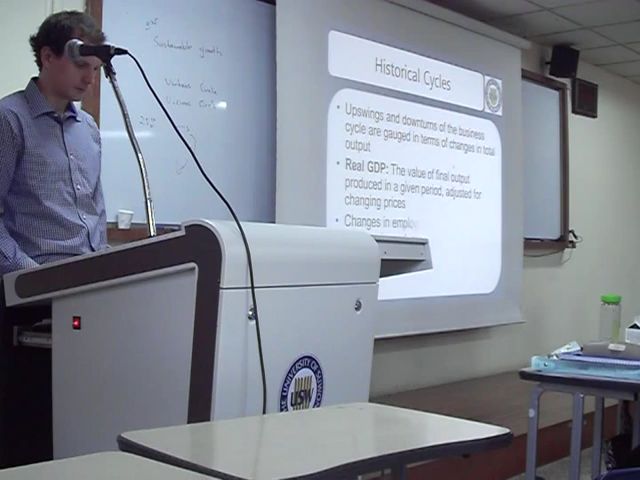 Sustainable growth
Historical Cycles
• Upswings and downturns of the business
cycle are gauged in terms of changes in total
output
• Real GDP: The value of final output
produced in a given period, adjusted for
changing prices
• Changes in employ
UNIVERSITY OF
USW